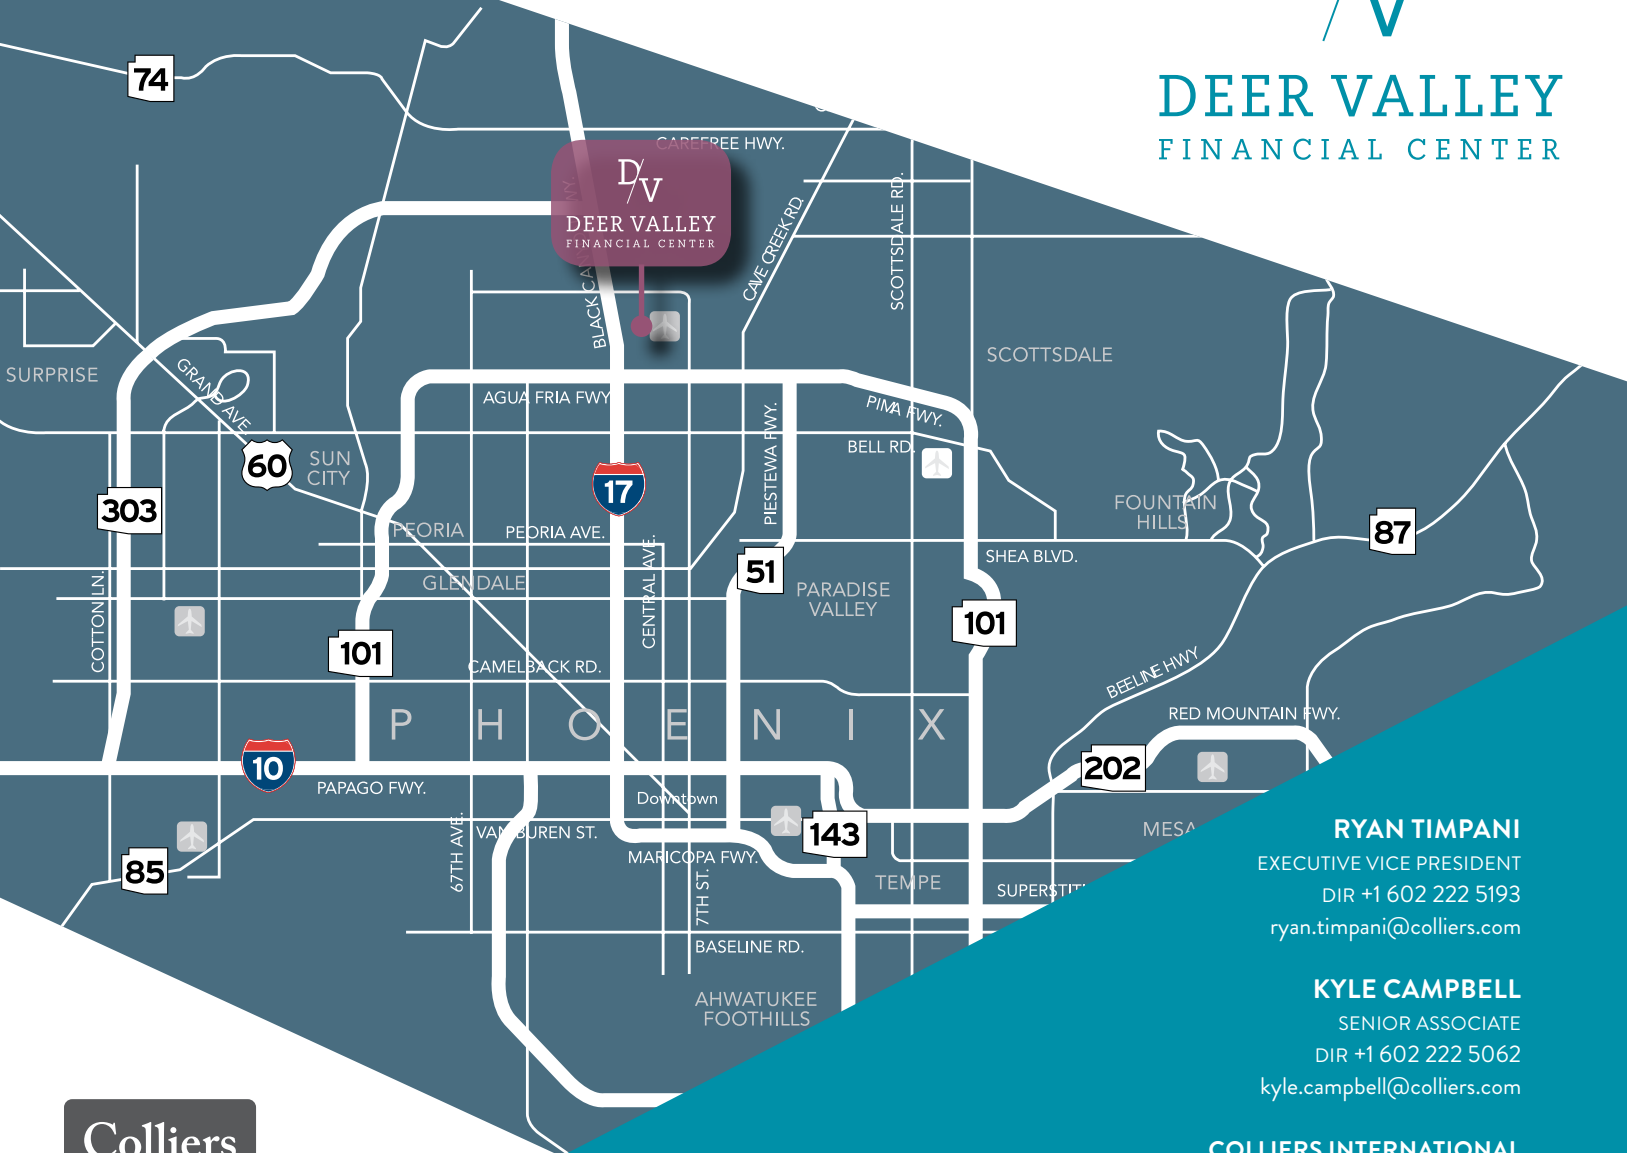 D/V
DEER VALLEY
FINANCIAL CENTER
74
CAREFREE HWY.
D/V
DEER VALLEY
FINANCIAL CENTER
CAVE CREEK RD.
SCOTTSDALE RD.
SURPRISE
GRAND AVE.
SCOTTSDALE
AGUA FRIA FWY
PIMA FWY.
PIESTEWA FWY.
BELL RD.
60
SUN
CITY
17
303
FOUNTAIN
HILLS
87
PEORIA
PEORIA AVE.
SHEA BLVD.
51
GLENDALE
CENTRAL AVE.
PARADISE
VALLEY
COTTON LN.
101
101
CAMELBACK RD.
BEELINE HWY
PHOENIX
RED MOUNTAIN FWY.
10
202
PAPAGO FWY.
Downtown
67TH AVE.
VAN BUREN ST.
143
MESA
MARICOPA FWY.
85
7TH ST.
TEMPE
BASELINE RD.
AHWATUKEE
FOOTHILLS
RYAN TIMPANI
EXECUTIVE VICE PRESIDENT
DIR +1 602 222 5193
ryan.timpani@colliers.com
KYLE CAMPBELL
SENIOR ASSOCIATE
DIR +1 602 222 5062
kyle.campbell@colliers.com
COLLIERS INTERNATIONAL
Colliers